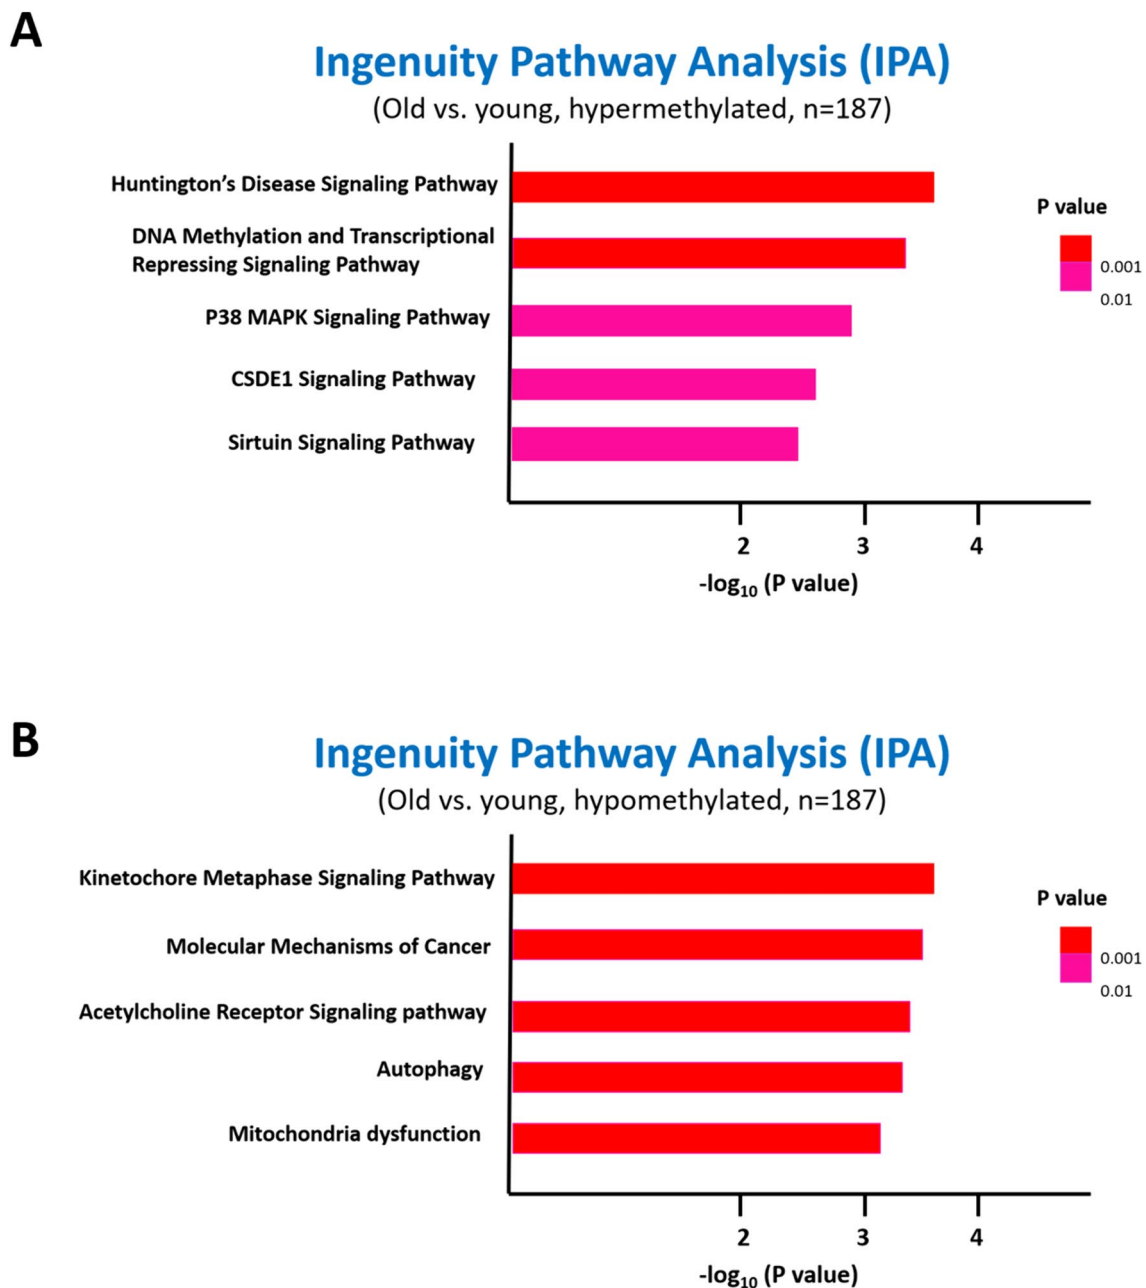 A
Ingenuity Pathway Analysis (IPA)
(Old vs. young, hypermethylated, n=187)
Huntington’s Disease Signaling Pathway
DNA Methylation and Transcriptional
Repressing Signaling Pathway
P38 MAPK Signaling Pathway
CSDE1 Signaling Pathway
Sirtuin Signaling Pathway
P value
0.001
0.01
2 3 4
-log₁₀ (P value)
B
Ingenuity Pathway Analysis (IPA)
(Old vs. young, hypomethylated, n=187)
Kinetochore Metaphase Signaling Pathway
Molecular Mechanisms of Cancer
Acetylcholine Receptor Signaling pathway
Autophagy
Mitochondria dysfunction
P value
0.001
0.01
2 3 4
-log₁₀ (P value)